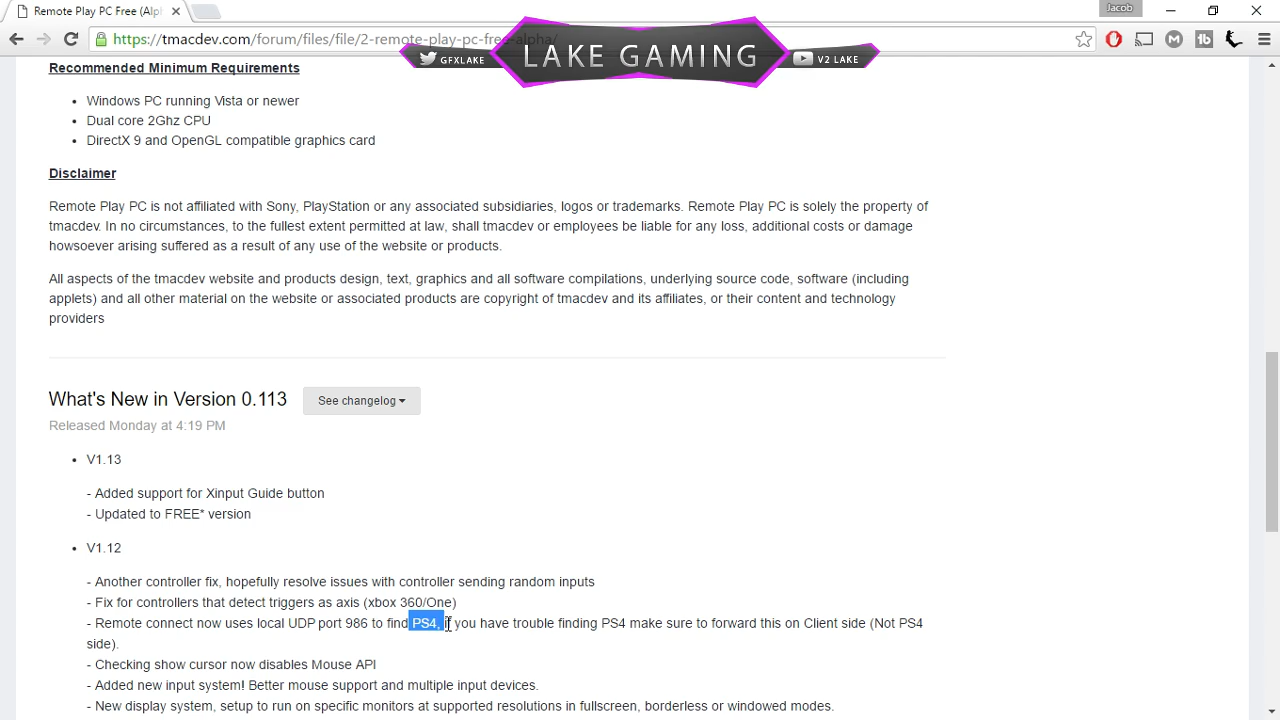 Remote Play PC Free (Alph
Jacob
https://tmacdev.com/forum/files/file/2-remote-play-pc-free-alpha/
GFXLAKE
LAKE GAMING
V2 LAKE
Recommended Minimum Requirements
• Windows PC running Vista or newer
• Dual core 2Ghz CPU
• DirectX 9 and OpenGL compatible graphics card
Disclaimer
Remote Play PC is not affiliated with Sony, PlayStation or any associated subsidiaries, logos or trademarks. Remote Play PC is solely the property of
tmacdev. In no circumstances, to the fullest extent permitted at law, shall tmacdev or employees be liable for any loss, additional costs or damage
howsoever arising suffered as a result of any use of the website or products.
All aspects of the tmacdev website and products design, text, graphics and all software compilations, underlying source code, software (including
applets) and all other material on the website or associated products are copyright of tmacdev and its affiliates, or their content and technology
providers
What's New in Version 0.113
See changelog
Released Monday at 4:19 PM
• V1.13
- Added support for Xinput Guide button
- Updated to FREE* version
• V1.12
- Another controller fix, hopefully resolve issues with controller sending random inputs
- Fix for controllers that detect triggers as axis (xbox 360/One)
- Remote connect now uses local UDP port 986 to find PS4, if you have trouble finding PS4 make sure to forward this on Client side (Not PS4
side).
- Checking show cursor now disables Mouse API
- Added new input system! Better mouse support and multiple input devices.
- New display system, setup to run on specific monitors at supported resolutions in fullscreen, borderless or windowed modes.